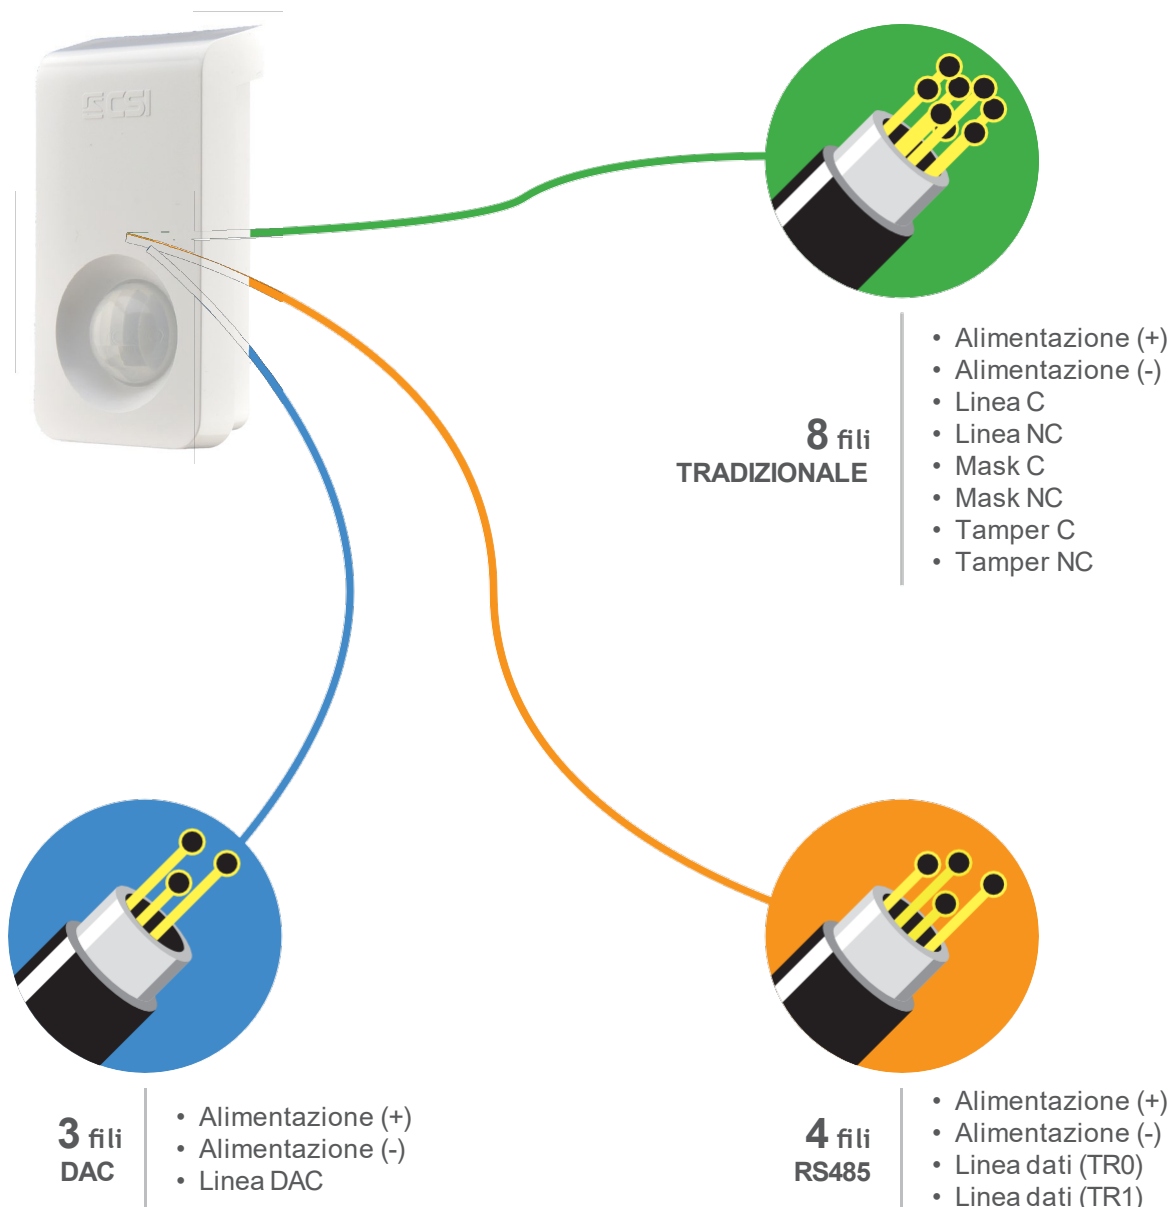 CSI
8 fili
TRADIZIONALE
• Alimentazione (+)
• Alimentazione (-)
• Linea C
• Linea NC
• Mask C
• Mask NC
• Tamper C
• Tamper NC
3 fili
DAC
• Alimentazione (+)
• Alimentazione (-)
• Linea DAC
4 fili
RS485
• Alimentazione (+)
• Alimentazione (-)
• Linea dati (TR0)
• Linea dati (TR1)